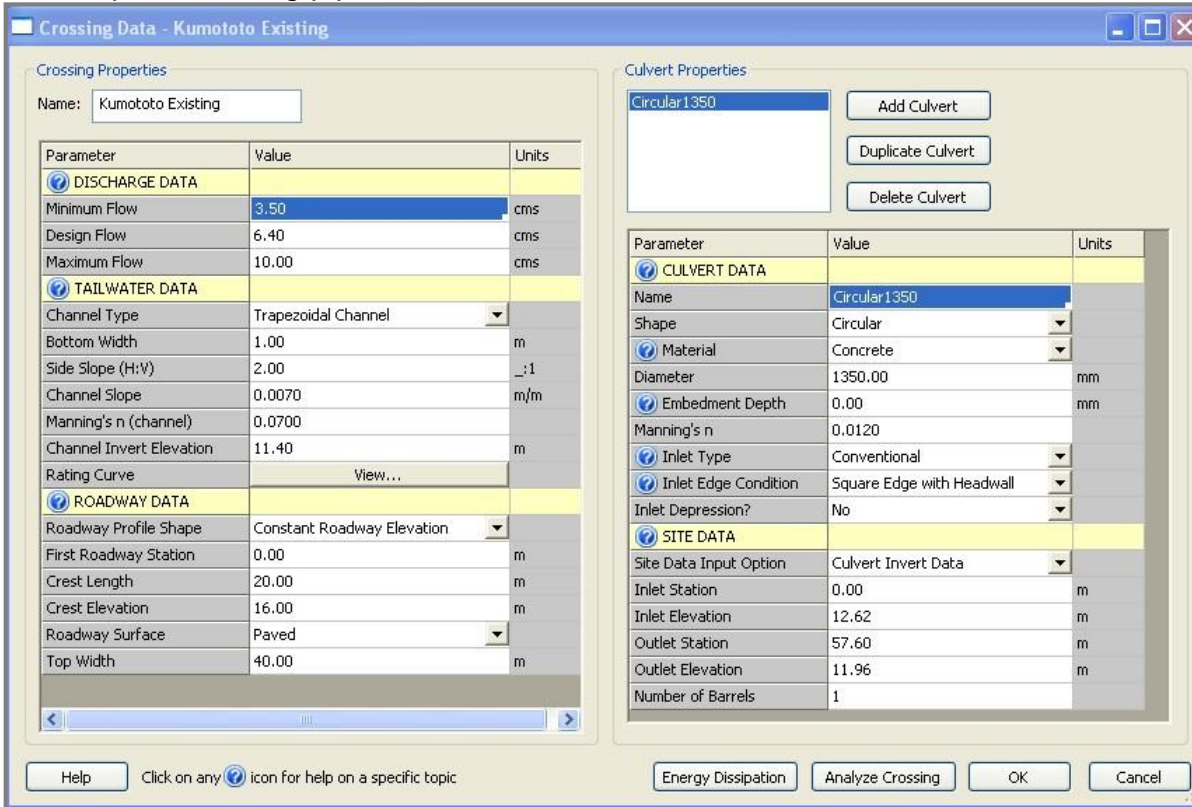 Crossing Data - Kumototo Existing
Crossing Properties
Name: Kumototo Existing
Parameter Value Units
DISCHARGE DATA
Minimum Flow 3.50 cms
Design Flow 6.40 cms
Maximum Flow 10.00 cms
TAILWATER DATA
Channel Type Trapezoidal Channel
Bottom Width 1.00 m
Side Slope (H:V) 2.00 _:1
Channel Slope 0.0070 m/m
Manning's n (channel) 0.0700
Channel Invert Elevation 11.40 m
Rating Curve View...
ROADWAY DATA
Roadway Profile Shape Constant Roadway Elevation
First Roadway Station 0.00 m
Crest Length 20.00 m
Crest Elevation 16.00 m
Roadway Surface Paved
Top Width 40.00 m
Culvert Properties
Circular1350
Add Culvert
Duplicate Culvert
Delete Culvert
Parameter Value Units
CULVERT DATA
Name Circular1350
Shape Circular
Material Concrete
Diameter 1350.00 mm
Embedment Depth 0.00 mm
Manning's n 0.0120
Inlet Type Conventional
Inlet Edge Condition Square Edge with Headwall
Inlet Depression? No
SITE DATA
Site Data Input Option Culvert Invert Data
Inlet Station 0.00 m
Inlet Elevation 12.62 m
Outlet Station 57.60 m
Outlet Elevation 11.96 m
Number of Barrels 1
Help Click on any ? icon for help on a specific topic Energy Dissipation Analyze Crossing OK Cancel